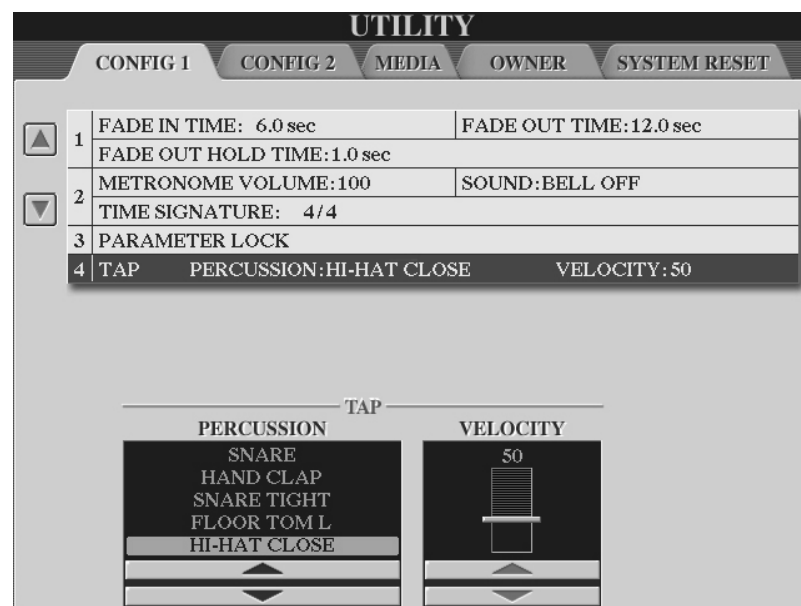 UTILITY
CONFIG 1 CONFIG 2 MEDIA OWNER SYSTEM RESET
1 FADE IN TIME: 6.0 sec FADE OUT TIME:12.0 sec
FADE OUT HOLD TIME:1.0 sec
2 METRONOME VOLUME:100 SOUND:BELL OFF
TIME SIGNATURE: 4/4
3 PARAMETER LOCK
4 TAP PERCUSSION:HI-HAT CLOSE VELOCITY:50
TAP
PERCUSSION VELOCITY
SNARE 50
HAND CLAP
SNARE TIGHT
FLOOR TOM L
HI-HAT CLOSE